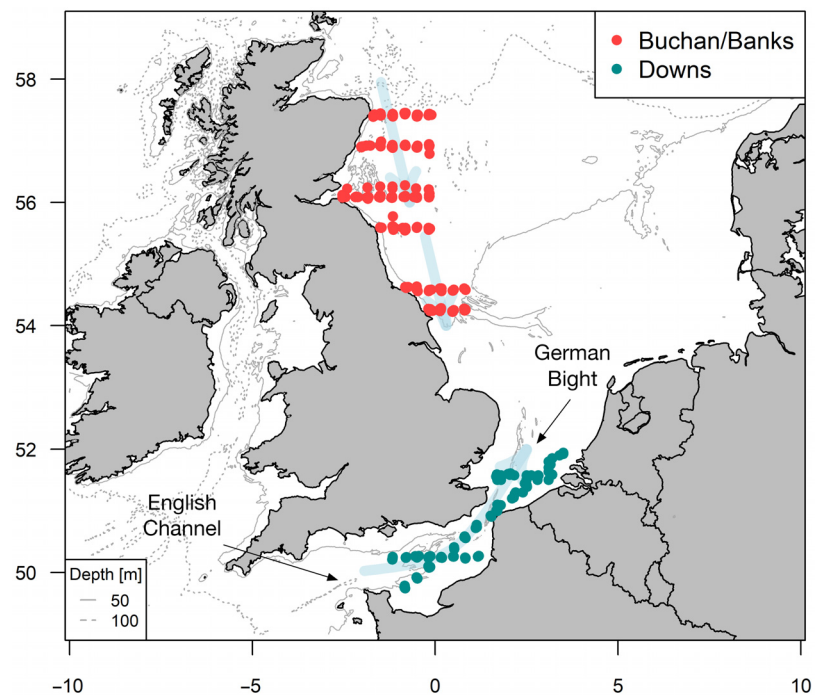 Buchan/Banks
Downs
58
56
54
52
50
German
Bight
English
Channel
Depth [m]
50
100
−10
−5
0
5
10